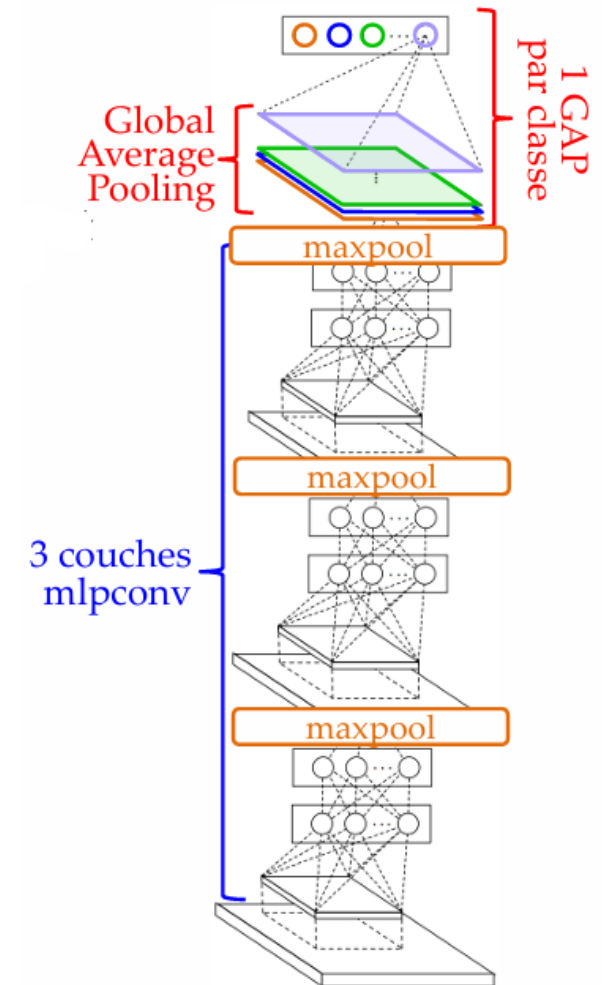 1 GAP
par classe
Global
Average
Pooling
maxpool
maxpool
3 couches
mlpconv
maxpool